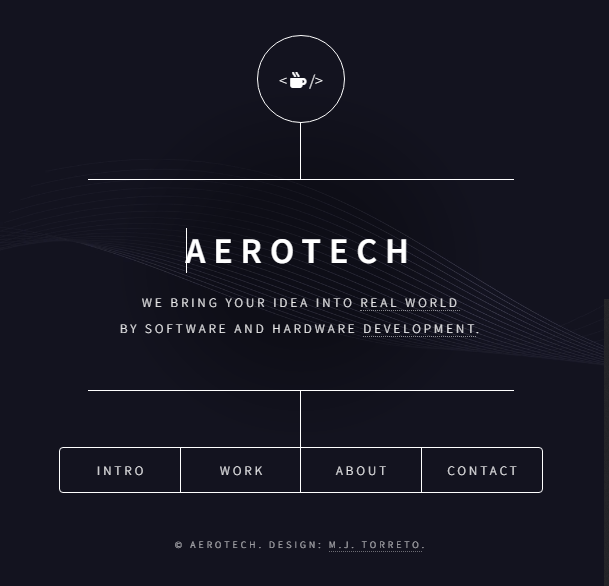 < />
AEROTECH
WE BRING YOUR IDEA INTO REAL WORLD
BY SOFTWARE AND HARDWARE DEVELOPMENT.
INTRO
WORK
ABOUT
CONTACT
© AEROTECH. DESIGN: M.J. TORRETO.